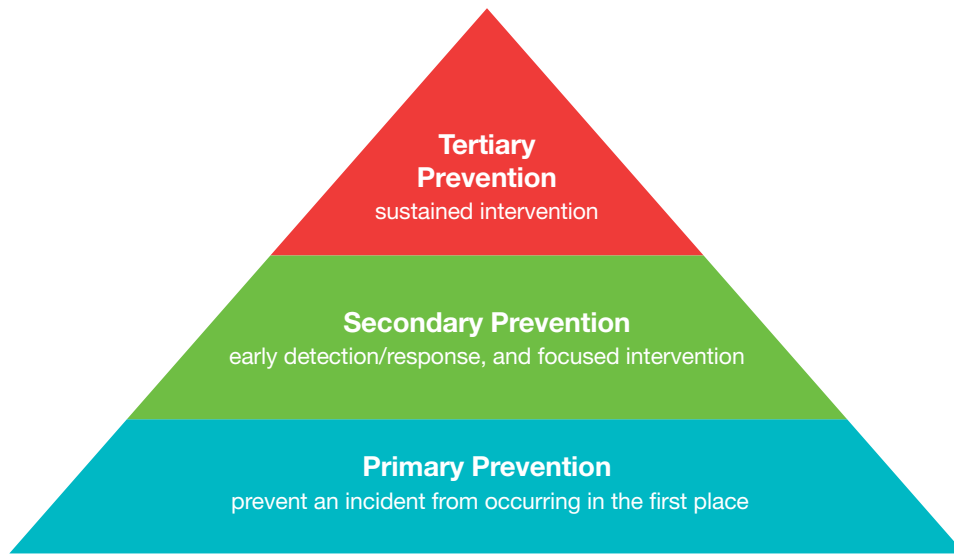 Tertiary
Prevention
sustained intervention
Secondary Prevention
early detection/response, and focused intervention
Primary Prevention
prevent an incident from occurring in the first place